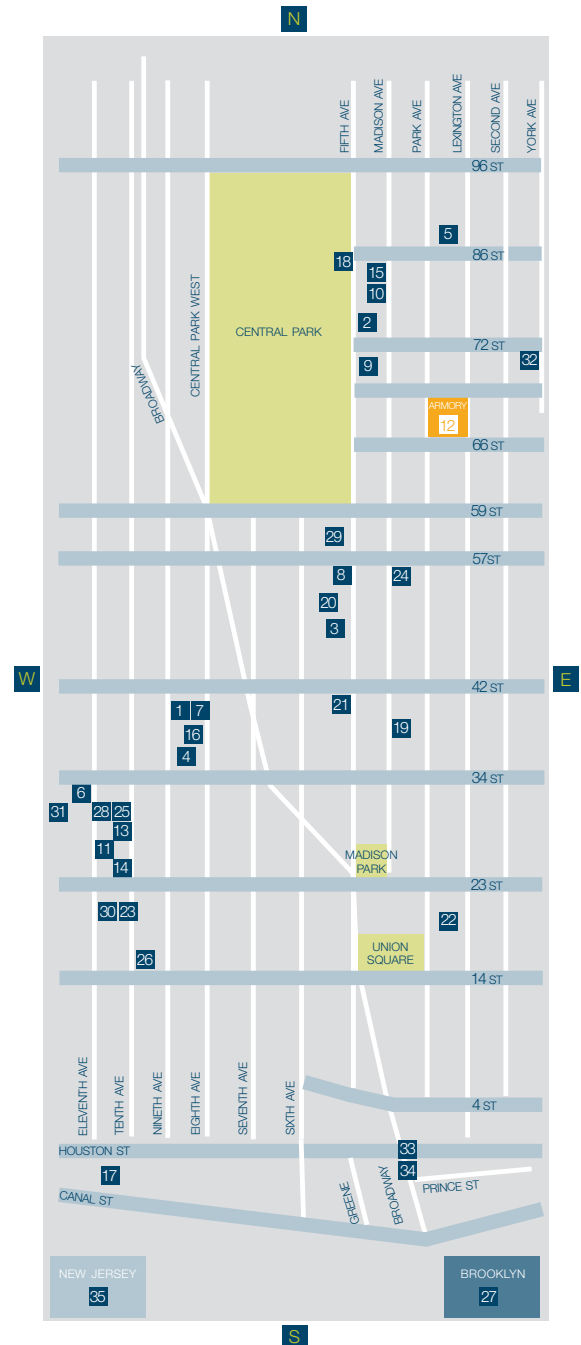 N
FIFTH AVE
MADISON AVE
PARK AVE
LEXINGTON AVE
SECOND AVE
YORK AVE
96 ST
5
86 ST
18
15
10
CENTRAL PARK WEST
CENTRAL PARK
2
72 ST
32
9
BROADWAY
ARMORY
12
66 ST
59 ST
29
57 ST
8
24
20
3
W
E
42 ST
21
1
7
19
16
4
34 ST
6
31
28
25
13
11
14
MADISON
PARK
23 ST
30
23
22
26
UNION
SQUARE
14 ST
ELEVENTH AVE
TENTH AVE
NINETH AVE
EIGHTH AVE
SEVENTH AVE
SIXTH AVE
4 ST
HOUSTON ST
33
17
34
CANAL ST
GREENE
BROADWAY
PRINCE ST
NEW JERSEY
35
BROOKLYN
27
S